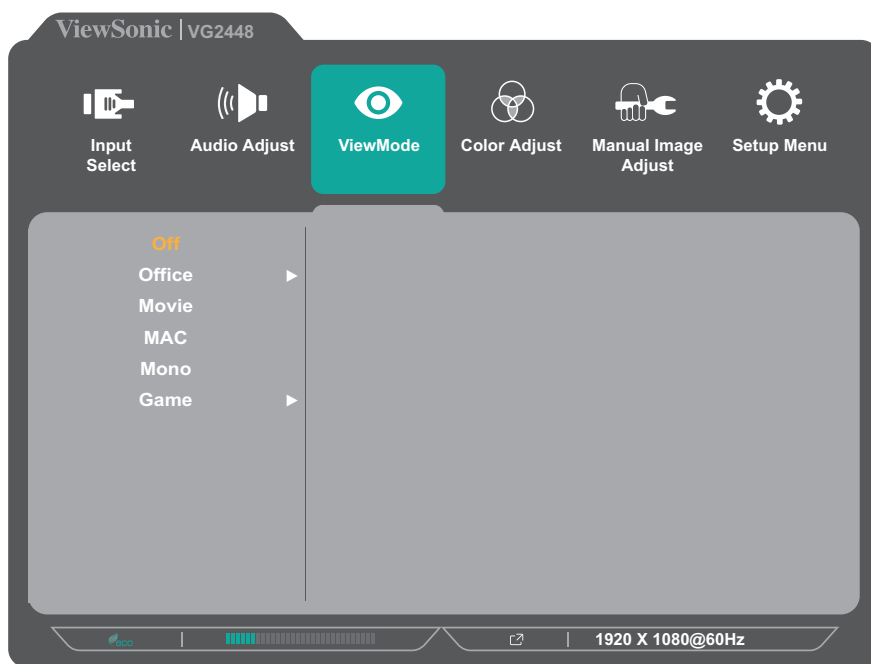 ViewSonic | VG2448
Input Select
Audio Adjust
ViewMode
Color Adjust
Manual Image Adjust
Setup Menu
Off
Office
Movie
MAC
Mono
Game
eco
1920 X 1080@60Hz